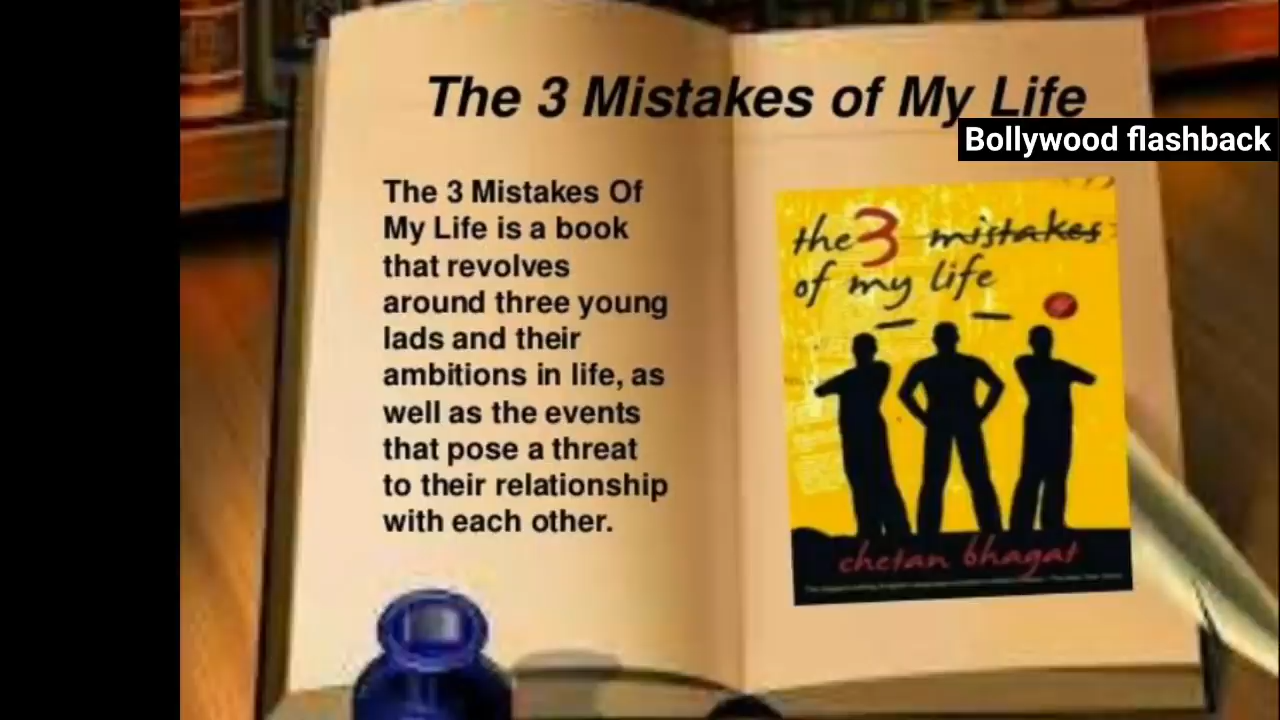 The 3 Mistakes of My Life
Bollywood flashback
The 3 Mistakes Of
My Life is a book
that revolves
around three young
lads and their
ambitions in life, as
well as the events
that pose a threat
to their relationship
with each other.
the 3 mistakes
of my life
chetan bhagat